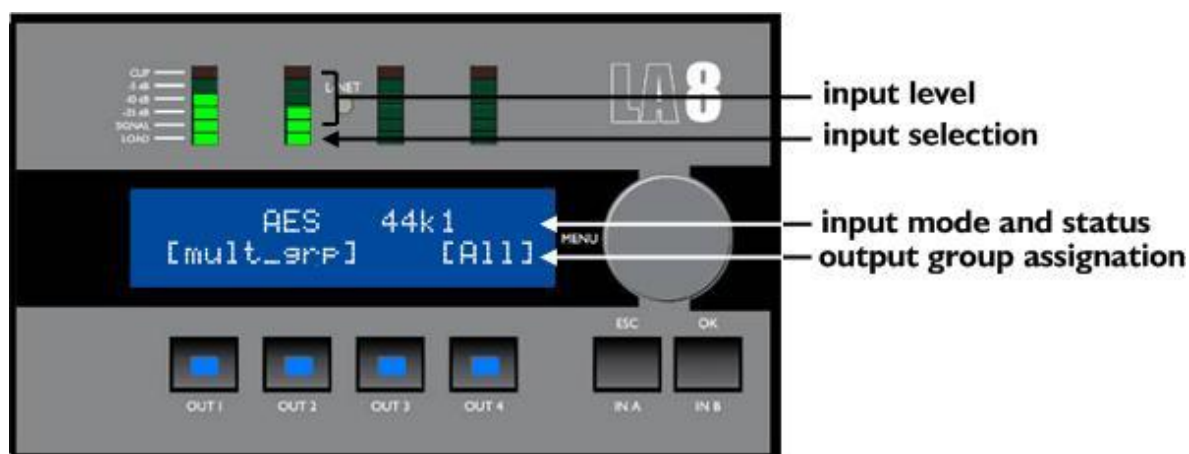 CLIP
-5 dB
-10 dB
-25 dB
SIGNAL
LOAD
L-NET
LA8
input level
input selection
AES 44k1
[mult_grp] [All]
MENU
input mode and status
output group assignation
ESC OK
OUT 1 OUT 2 OUT 3 OUT 4 IN A IN B